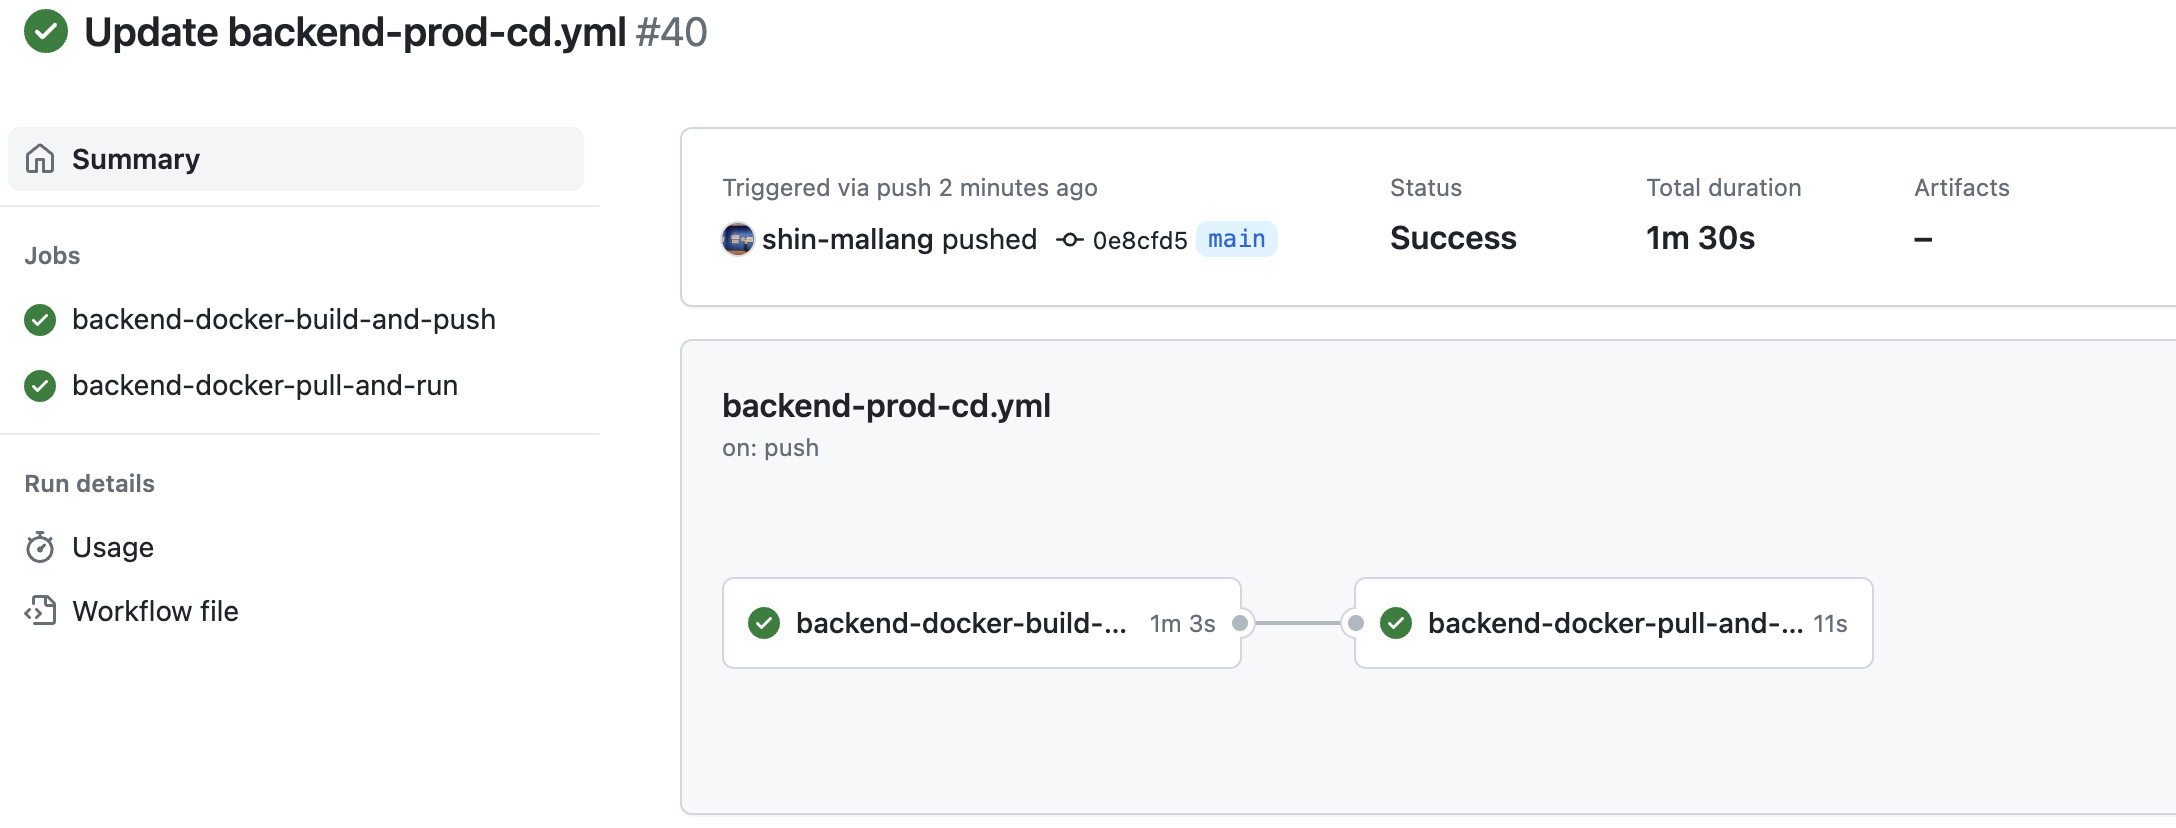 Update backend-prod-cd.yml #40
Summary
Jobs
backend-docker-build-and-push
backend-docker-pull-and-run
Run details
Usage
Workflow file
Triggered via push 2 minutes ago
shin-mallang pushed 0e8cfd5 main
Status
Success
Total duration
1m 30s
Artifacts
–
backend-prod-cd.yml
on: push
backend-docker-build-... 1m 3s
backend-docker-pull-and-... 11s